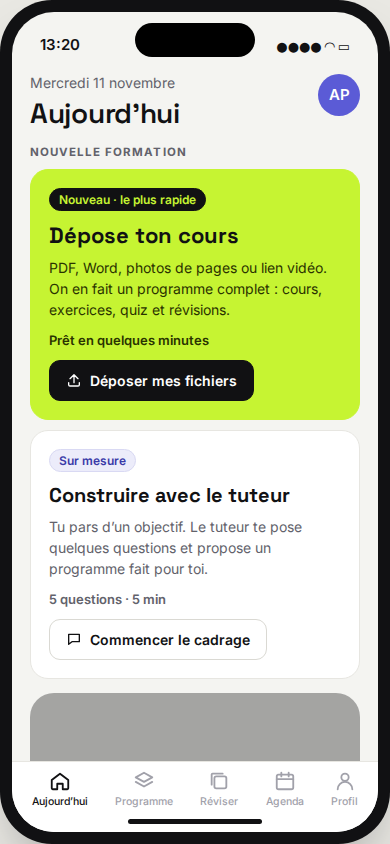 13:20
Mercredi 11 novembre
Aujourd’hui
AP
NOUVELLE FORMATION
Nouveau · le plus rapide
Dépose ton cours
PDF, Word, photos de pages ou lien vidéo.
On en fait un programme complet : cours,
exercices, quiz et révisions.
Prêt en quelques minutes
Déposer mes fichiers
Sur mesure
Construire avec le tuteur
Tu pars d’un objectif. Le tuteur te pose
quelques questions et propose un
programme fait pour toi.
5 questions · 5 min
Commencer le cadrage
Aujourd’hui
Programme
Réviser
Agenda
Profil